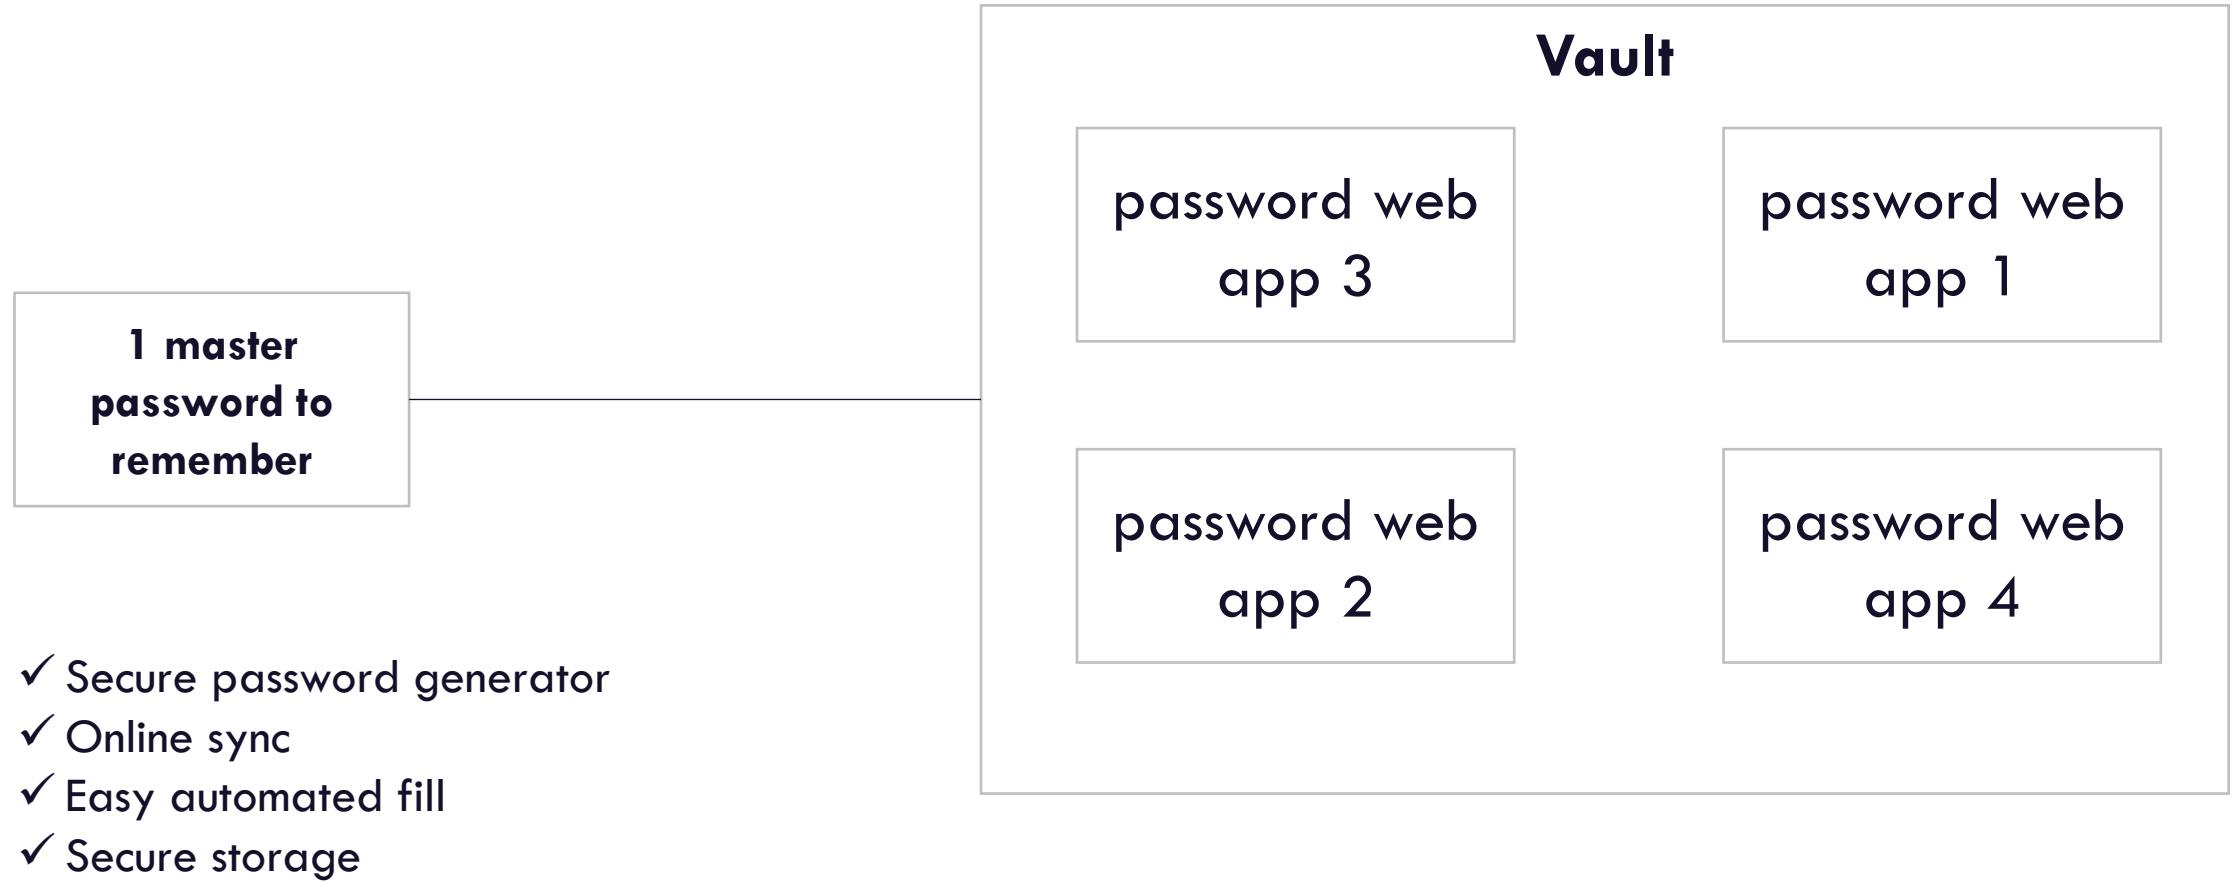 Vault
password web
app 3
password web
app 1
1 master
password to
remember
password web
app 2
password web
app 4
✓ Secure password generator
✓ Online sync
✓ Easy automated fill
✓ Secure storage